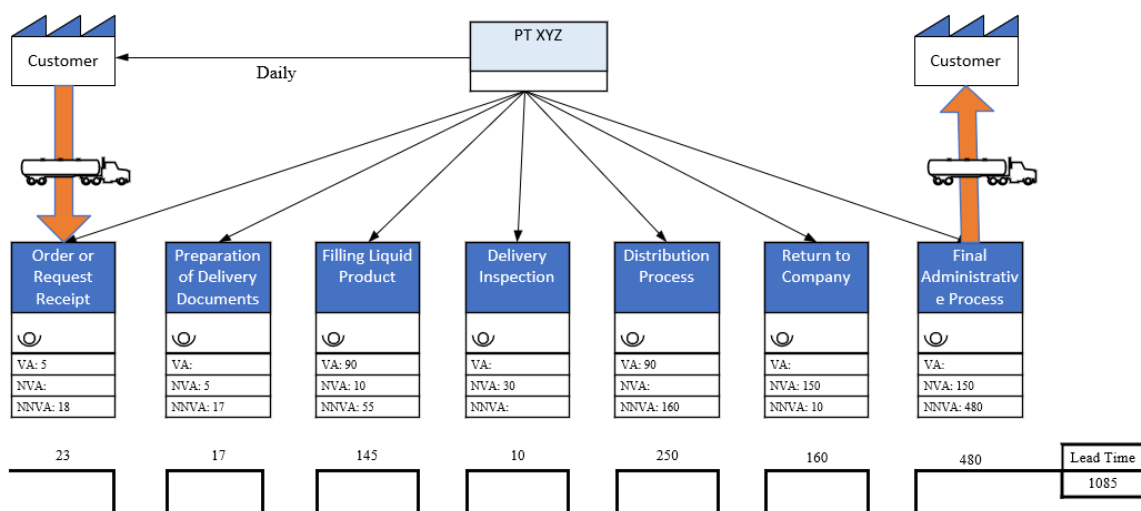 PT XYZ
Customer
Daily
Customer
Order or
Request
Receipt
VA: 5
NVA:
NNVA: 18
Preparation
of Delivery
Documents
VA:
NVA: 5
NNVA: 17
Filling Liquid
Product
VA: 90
NVA: 10
NNVA: 55
Delivery
Inspection
VA:
NVA: 30
NNVA:
Distribution
Process
VA: 90
NVA:
NNVA: 160
Return to
Company
VA:
NVA: 150
NNVA: 10
Final
Administrativ
e Process
VA:
NVA: 150
NNVA: 480
23
17
145
10
250
160
480
Lead Time
1085